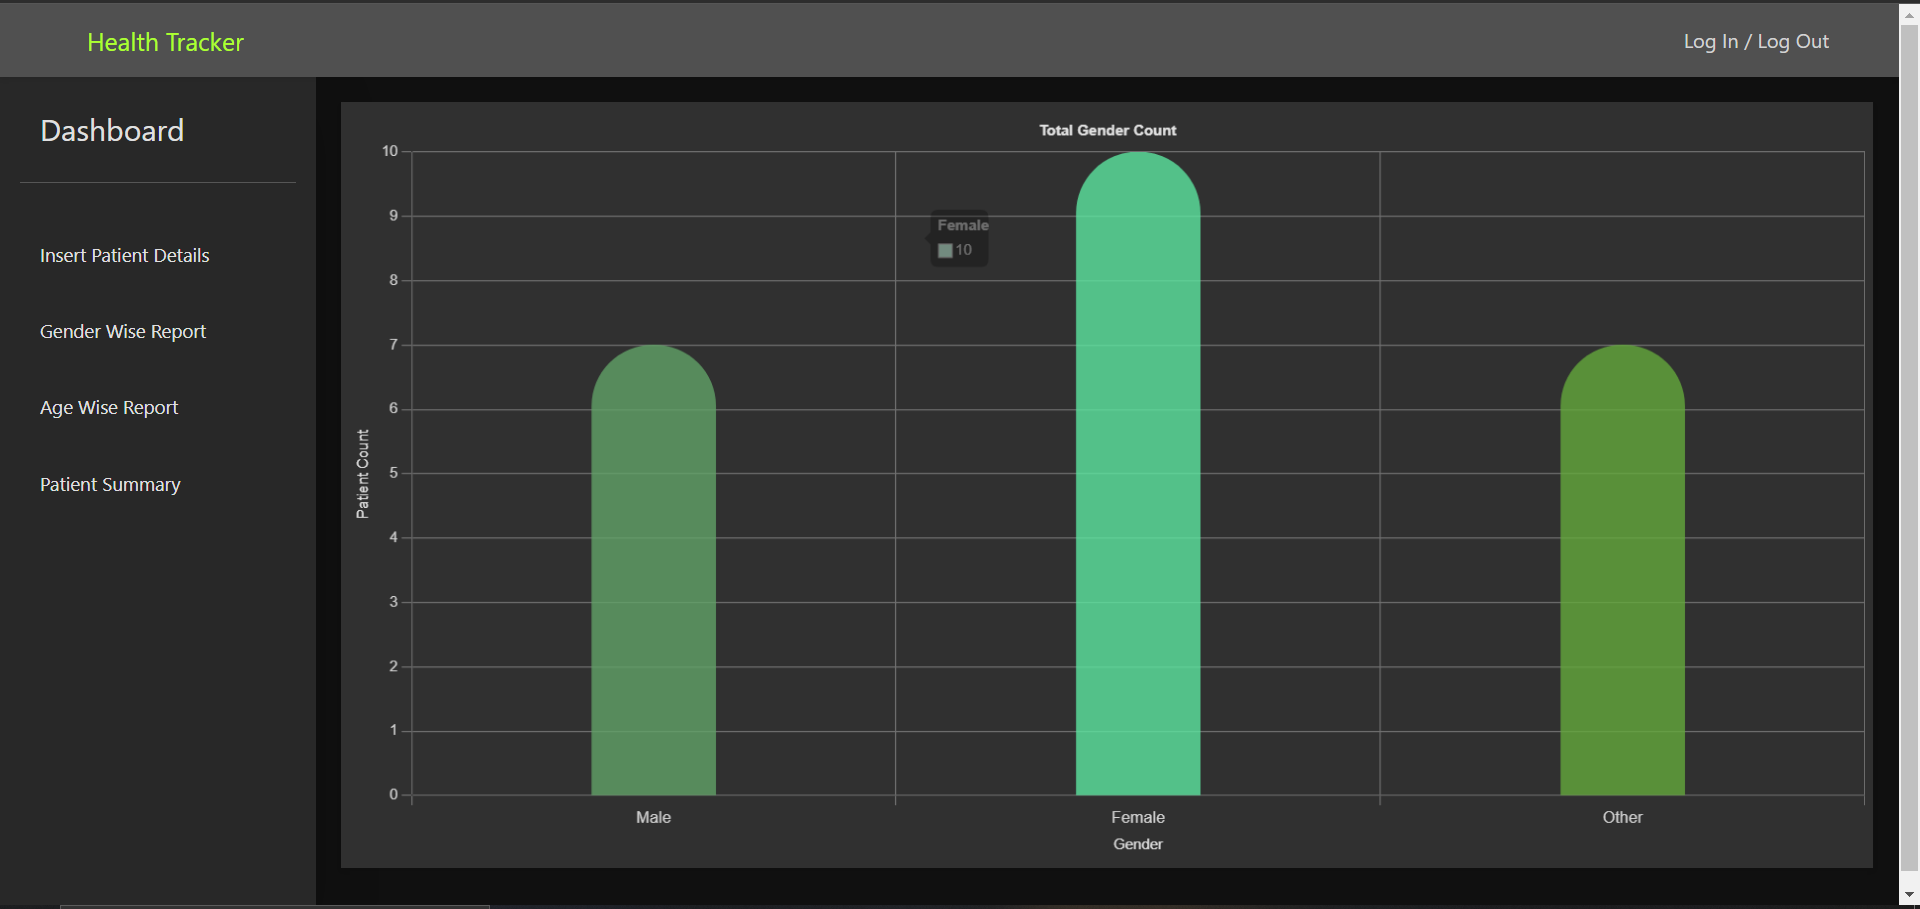 Health Tracker
Log In / Log Out
Dashboard
Insert Patient Details
Gender Wise Report
Age Wise Report
Patient Summary
Total Gender Count
10
9
8
7
6
5
4
3
2
1
0
Patient Count
Female
10
Male
Female
Other
Gender